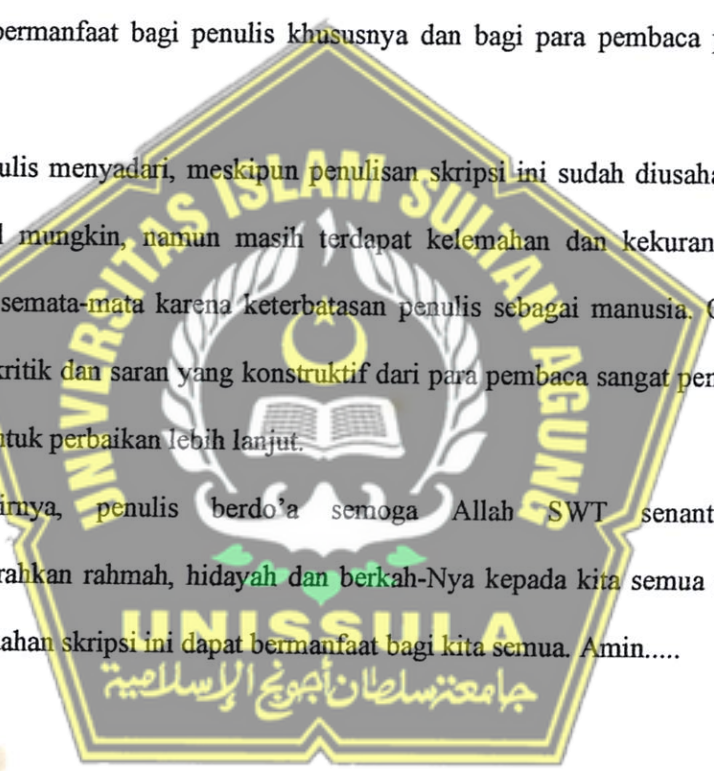 bermanfaat bagi penulis khususnya dan bagi para pembaca
ulis menyadari, meskipun penulisan skripsi ini sudah diusaha
l mungkin, namun masih terdapat kelemahan dan kekuran
semata-mata karena keterbatasan penulis sebagai manusia.
kritik dan saran yang konstruktif dari para pembaca sangat pen
ntuk perbaikan lebih lanjut.
irnya, penulis berdo'a semoga Allah SWT senant
rahkan rahmah, hidayah dan berkah-Nya kepada kita semua
ahan skripsi ini dapat bermanfaat bagi kita semua. Amin.....
UNIVERSITAS ISLAM SULTAN AGUNG
UNISSULA
جامعة سلطان أجونج الإسلامية